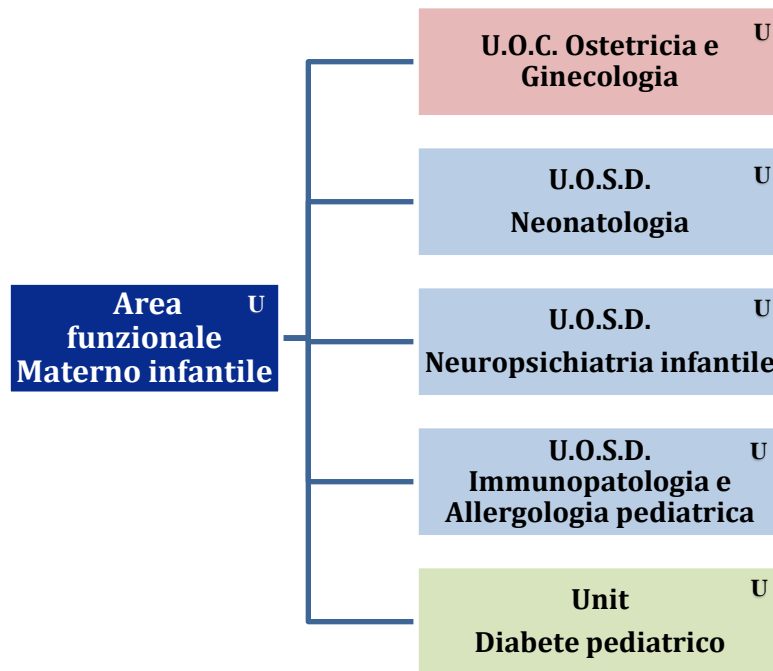 Area U
funzionale
Materno infantile
U.O.C. Ostetricia e U
Ginecologia
U.O.S.D. U
Neonatologia
U.O.S.D. U
Neuropsichiatria infantile
U.O.S.D. U
Immunopatologia e
Allergologia pediatrica
Unit U
Diabete pediatrico